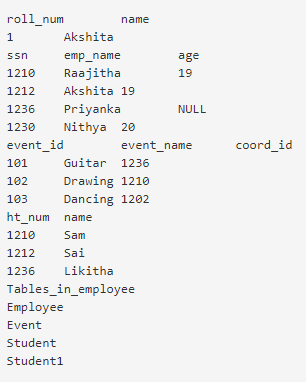 roll_num name
1 Akshita
ssn emp_name age
1210 Raajitha 19
1212 Akshita 19
1236 Priyanka NULL
1230 Nithya 20
event_id event_name coord_id
101 Guitar 1236
102 Drawing 1210
103 Dancing 1202
ht_num name
1210 Sam
1212 Sai
1236 Likitha
Tables_in_employee
Employee
Event
Student
Student1